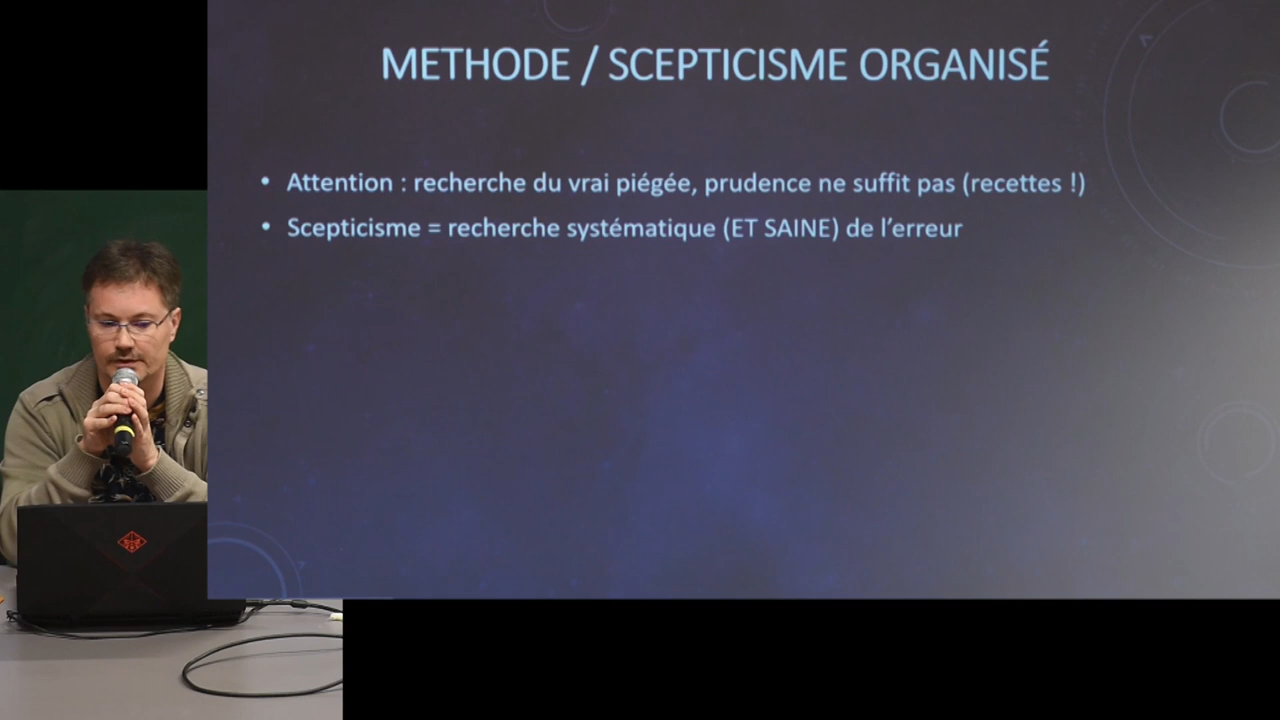 METHODE / SCEPTICISME ORGANISÉ
• Attention : recherche du vrai piégée, prudence ne suffit pas (recettes !)
• Scepticisme = recherche systématique (ET SAINE) de l'erreur